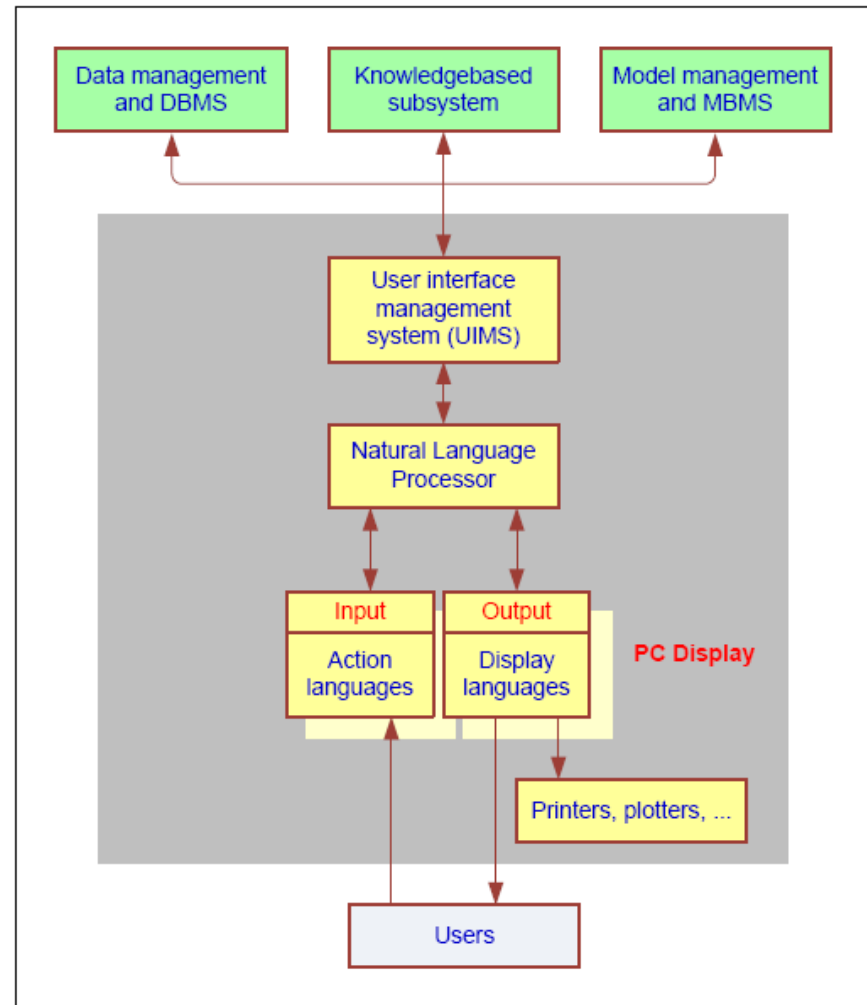 Data management
and DBMS
Knowledgebased
subsystem
Model management
and MBMS
User interface
management
system (UIMS)
Natural Language
Processor
Input
Action
languages
Output
Display
languages
PC Display
Printers, plotters, ...
Users